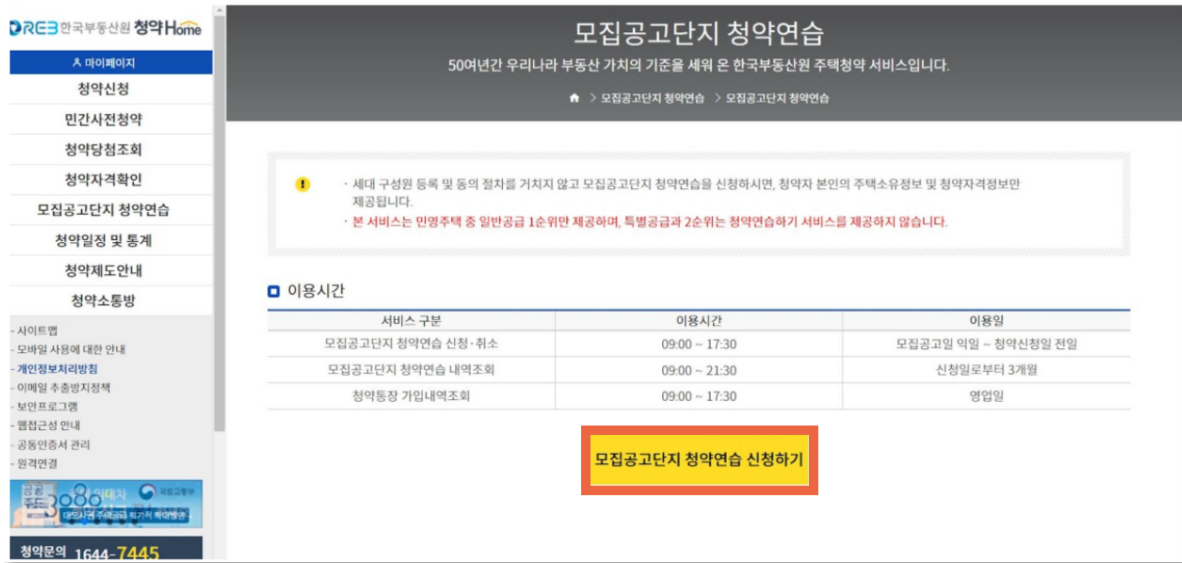 REB 한국부동산원 청약Home
마이페이지
청약신청
민간사전청약
청약당첨조회
청약자격확인
모집공고단지 청약연습
청약일정 및 통계
청약제도안내
청약소통방
- 사이트맵
- 모바일 사용에 대한 안내
- 개인정보처리방침
- 이메일 추출방지정책
- 보안프로그램
- 웹접근성 안내
- 공동인증서 관리
- 원격연결
3080
국토교통부
청약문의 1644-7445
모집공고단지 청약연습
50여년간 우리나라 부동산 가치의 기준을 세워 온 한국부동산원 주택청약 서비스입니다.
> 모집공고단지 청약연습 > 모집공고단지 청약연습
· 세대 구성원 등록 및 동의 절차를 거치지 않고 모집공고단지 청약연습을 신청하시면, 청약자 본인의 주택소유정보 및 청약자격정보만
제공됩니다.
· 본 서비스는 민영주택 중 일반공급 1순위만 제공하며, 특별공급과 2순위는 청약연습하기 서비스를 제공하지 않습니다.
이용시간
서비스 구분 이용시간 이용일
모집공고단지 청약연습 신청·취소 09:00 ~ 17:30 모집공고일 익일 ~ 청약신청일 전일
모집공고단지 청약연습 내역조회 09:00 ~ 21:30 신청일로부터 3개월
청약통장 가입내역조회 09:00 ~ 17:30 영업일
모집공고단지 청약연습 신청하기